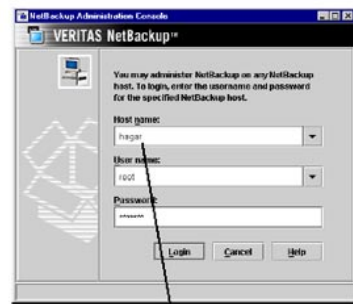 NetBackup Administration Console
VERITAS NetBackup™
You may administer NetBackup on any NetBackup
host. To login, enter the username and password
for the specified NetBackup host.
Host name:
hagar
User name:
root
Password:
*******
Login Cancel Help